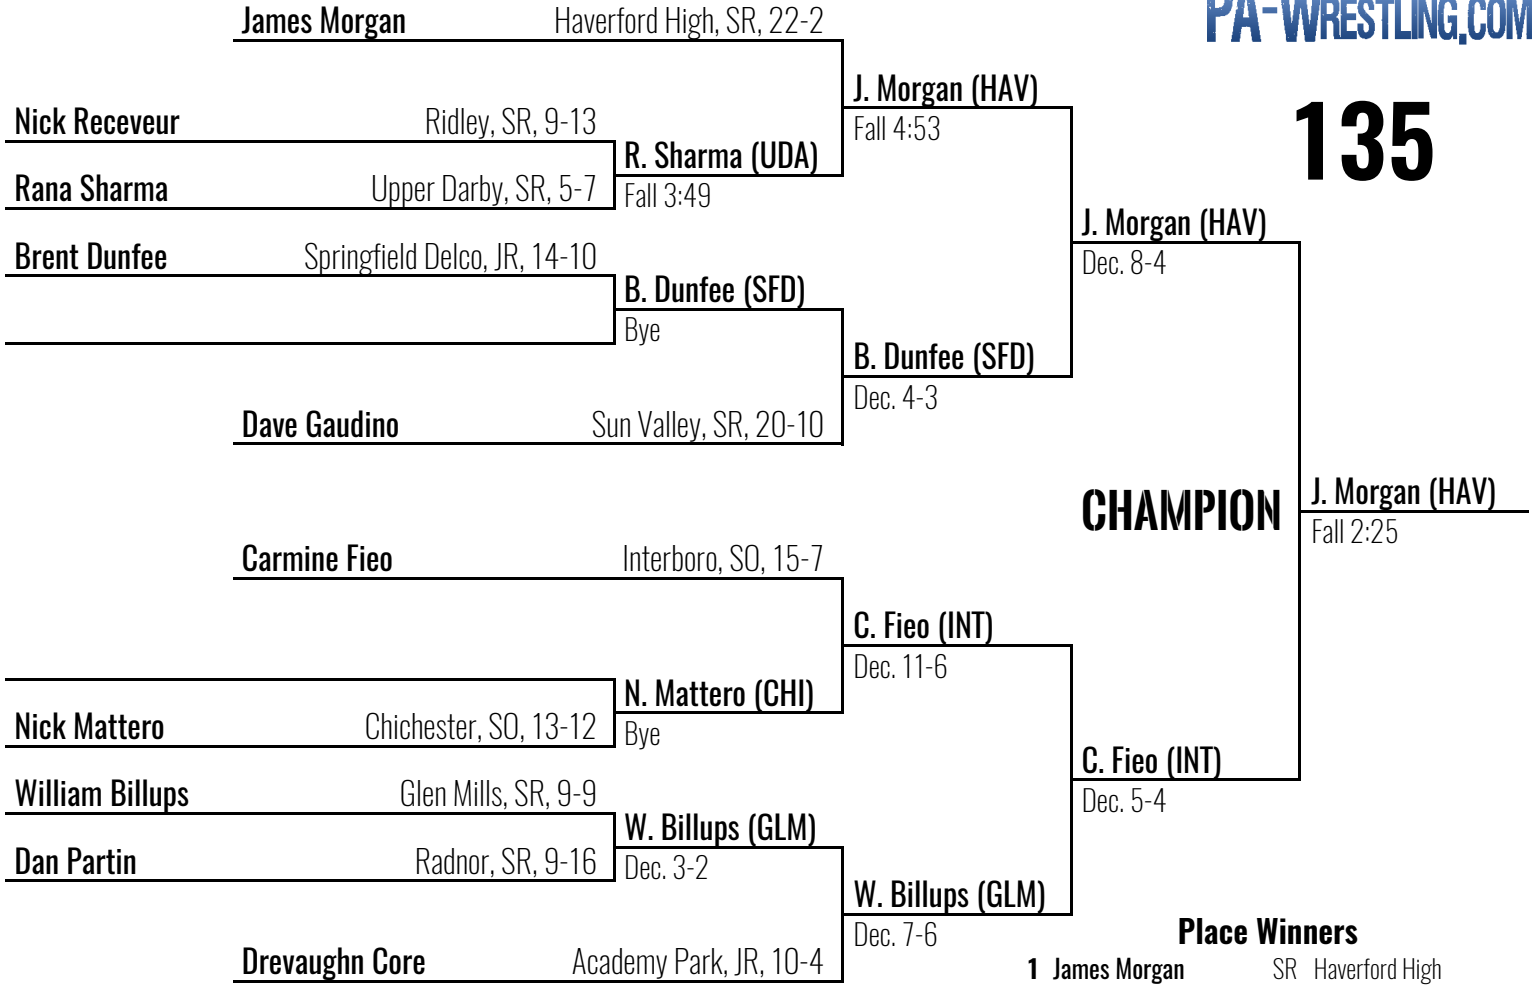 James Morgan Haverford High, SR, 22-2
PA-WRESTLING.COM
J. Morgan (HAV)
Fall 4:53
135
Nick Receveur Ridley, SR, 9-13
R. Sharma (UDA)
Fall 3:49
Rana Sharma Upper Darby, SR, 5-7
J. Morgan (HAV)
Dec. 8-4
Brent Dunfee Springfield Delco, JR, 14-10
B. Dunfee (SFD)
Bye
B. Dunfee (SFD)
Dec. 4-3
Dave Gaudino Sun Valley, SR, 20-10
CHAMPION
J. Morgan (HAV)
Fall 2:25
Carmine Fieo Interboro, SO, 15-7
C. Fieo (INT)
Dec. 11-6
N. Mattero (CHI)
Bye
Nick Mattero Chichester, SO, 13-12
C. Fieo (INT)
Dec. 5-4
William Billups Glen Mills, SR, 9-9
W. Billups (GLM)
Dec. 3-2
Dan Partin Radnor, SR, 9-16
W. Billups (GLM)
Dec. 7-6
Drevaughn Core Academy Park, JR, 10-4
Place Winners
1 James Morgan SR Haverford High